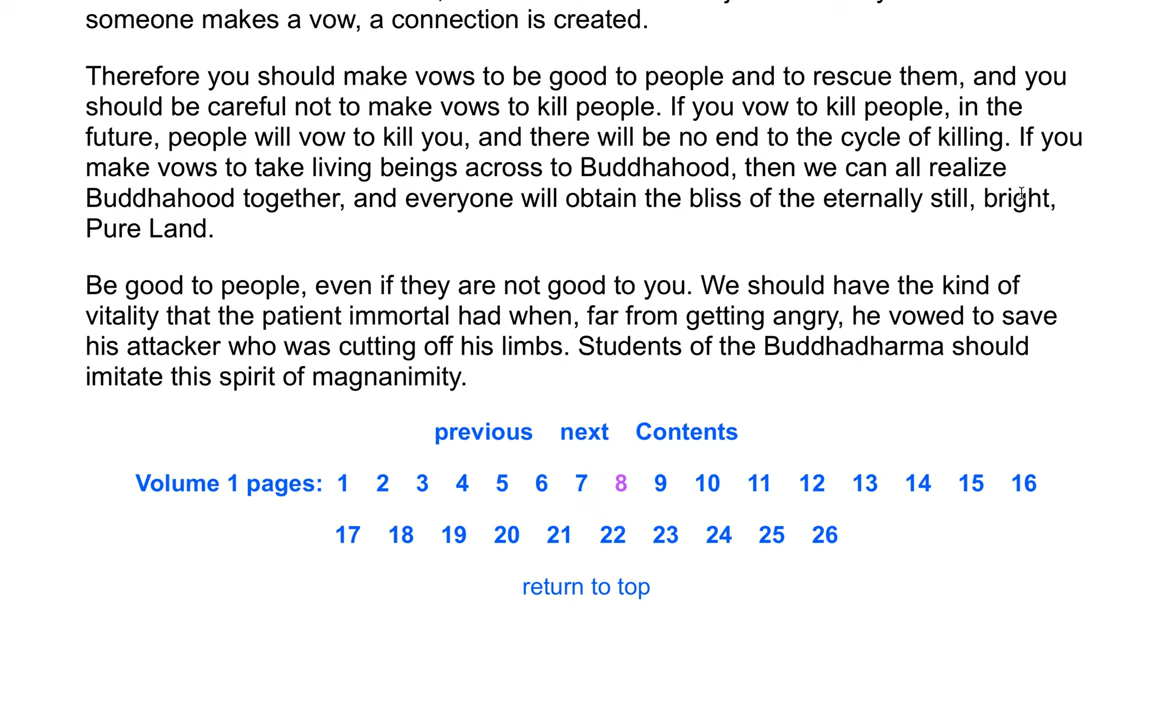 someone makes a vow, a connection is created.
Therefore you should make vows to be good to people and to rescue them, and you
should be careful not to make vows to kill people. If you vow to kill people, in the
future, people will vow to kill you, and there will be no end to the cycle of killing. If you
make vows to take living beings across to Buddhahood, then we can all realize
Buddhahood together, and everyone will obtain the bliss of the eternally still, bright,
Pure Land.
Be good to people, even if they are not good to you. We should have the kind of
vitality that the patient immortal had when, far from getting angry, he vowed to save
his attacker who was cutting off his limbs. Students of the Buddhadharma should
imitate this spirit of magnanimity.
previous next Contents
Volume 1 pages: 1 2 3 4 5 6 7 8 9 10 11 12 13 14 15 16
17 18 19 20 21 22 23 24 25 26
return to top